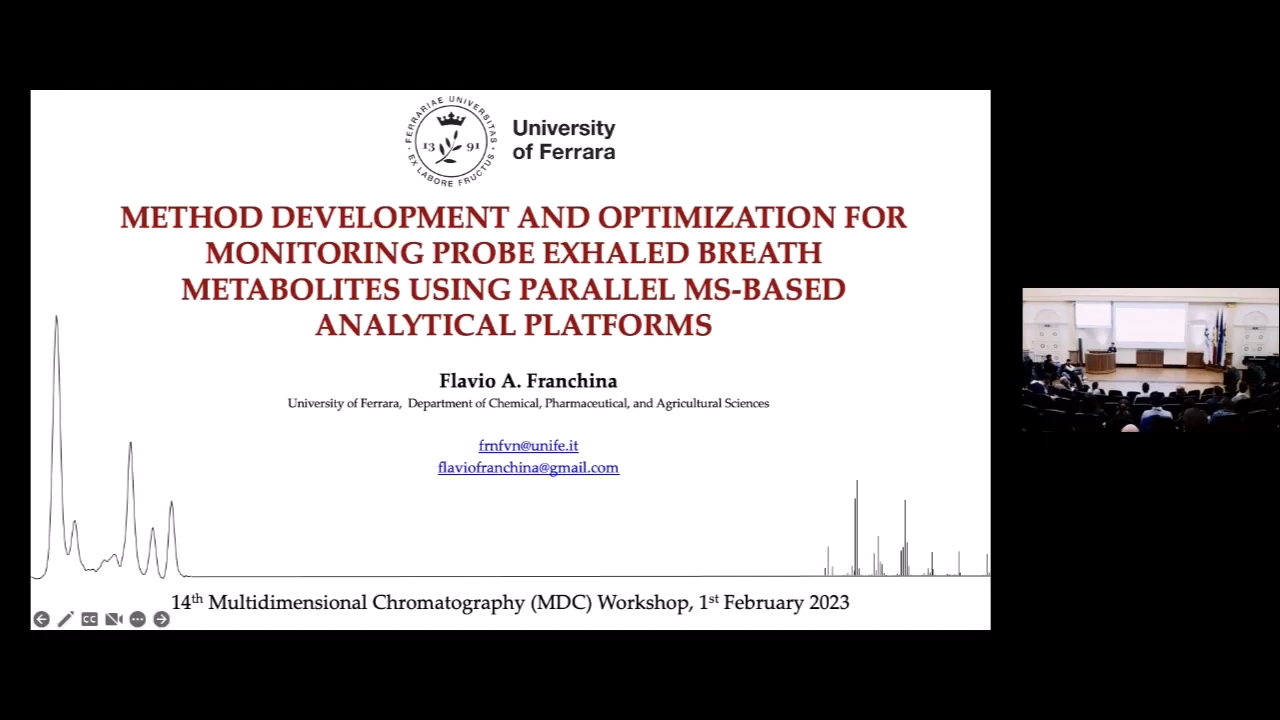 FERRARIAE UNIVERSITAS
EX LABORE FRUCTUS
13 91
University
of Ferrara
METHOD DEVELOPMENT AND OPTIMIZATION FOR
MONITORING PROBE EXHALED BREATH
METABOLITES USING PARALLEL MS-BASED
ANALYTICAL PLATFORMS
Flavio A. Franchina
University of Ferrara, Department of Chemical, Pharmaceutical, and Agricultural Sciences
frnfvn@unife.it
flaviofranchina@gmail.com
14th Multidimensional Chromatography (MDC) Workshop, 1st February 2023
CC